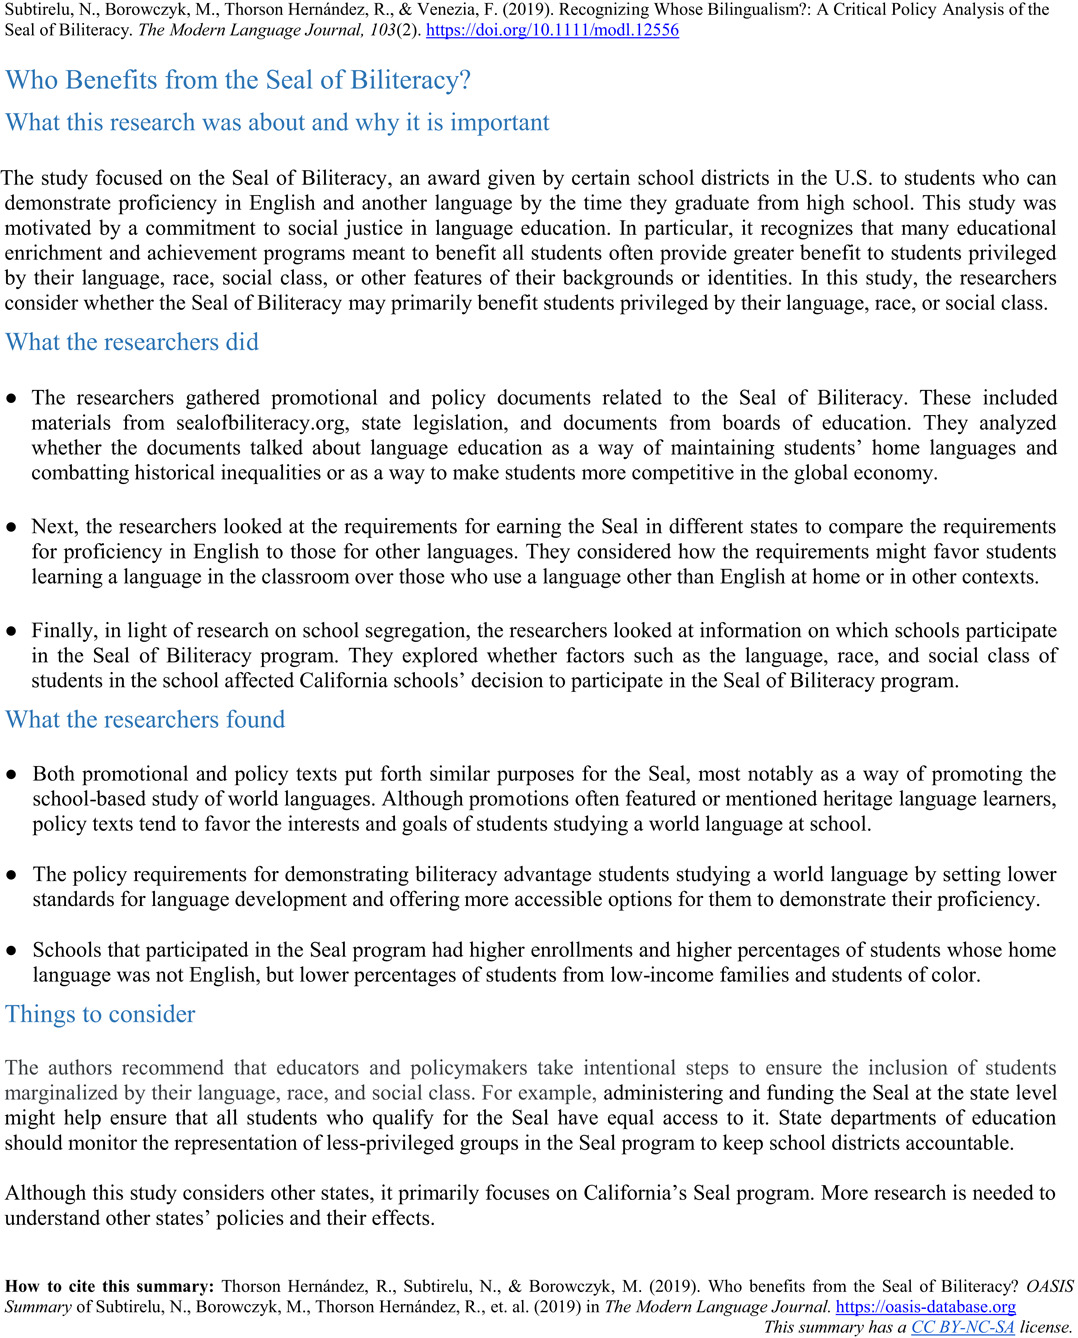 Subtirelu, N., Borowczyk, M., Thorson Hernández, R., & Venezia, F. (2019). Recognizing Whose Bilingualism?: A Critical Policy Analysis of the
Seal of Biliteracy. The Modern Language Journal, 103(2). https://doi.org/10.1111/modl.12556
Who Benefits from the Seal of Biliteracy?
What this research was about and why it is important
The study focused on the Seal of Biliteracy, an award given by certain school districts in the U.S. to students who can
demonstrate proficiency in English and another language by the time they graduate from high school. This study was
motivated by a commitment to social justice in language education. In particular, it recognizes that many educational
enrichment and achievement programs meant to benefit all students often provide greater benefit to students privileged
by their language, race, social class, or other features of their backgrounds or identities. In this study, the researchers
consider whether the Seal of Biliteracy may primarily benefit students privileged by their language, race, or social class.
What the researchers did
● The researchers gathered promotional and policy documents related to the Seal of Biliteracy. These included
materials from sealofbiliteracy.org, state legislation, and documents from boards of education. They analyzed
whether the documents talked about language education as a way of maintaining students’ home languages and
combatting historical inequalities or as a way to make students more competitive in the global economy.
● Next, the researchers looked at the requirements for earning the Seal in different states to compare the requirements
for proficiency in English to those for other languages. They considered how the requirements might favor students
learning a language in the classroom over those who use a language other than English at home or in other contexts.
● Finally, in light of research on school segregation, the researchers looked at information on which schools participate
in the Seal of Biliteracy program. They explored whether factors such as the language, race, and social class of
students in the school affected California schools’ decision to participate in the Seal of Biliteracy program.
What the researchers found
● Both promotional and policy texts put forth similar purposes for the Seal, most notably as a way of promoting the
school-based study of world languages. Although promotions often featured or mentioned heritage language learners,
policy texts tend to favor the interests and goals of students studying a world language at school.
● The policy requirements for demonstrating biliteracy advantage students studying a world language by setting lower
standards for language development and offering more accessible options for them to demonstrate their proficiency.
● Schools that participated in the Seal program had higher enrollments and higher percentages of students whose home
language was not English, but lower percentages of students from low-income families and students of color.
Things to consider
The authors recommend that educators and policymakers take intentional steps to ensure the inclusion of students
marginalized by their language, race, and social class. For example, administering and funding the Seal at the state level
might help ensure that all students who qualify for the Seal have equal access to it. State departments of education
should monitor the representation of less-privileged groups in the Seal program to keep school districts accountable.
Although this study considers other states, it primarily focuses on California’s Seal program. More research is needed to
understand other states’ policies and their effects.
How to cite this summary: Thorson Hernández, R., Subtirelu, N., & Borowczyk, M. (2019). Who benefits from the Seal of Biliteracy? OASIS
Summary of Subtirelu, N., Borowczyk, M., Thorson Hernández, R., et. al. (2019) in The Modern Language Journal. https://oasis-database.org
This summary has a CC BY-NC-SA license.